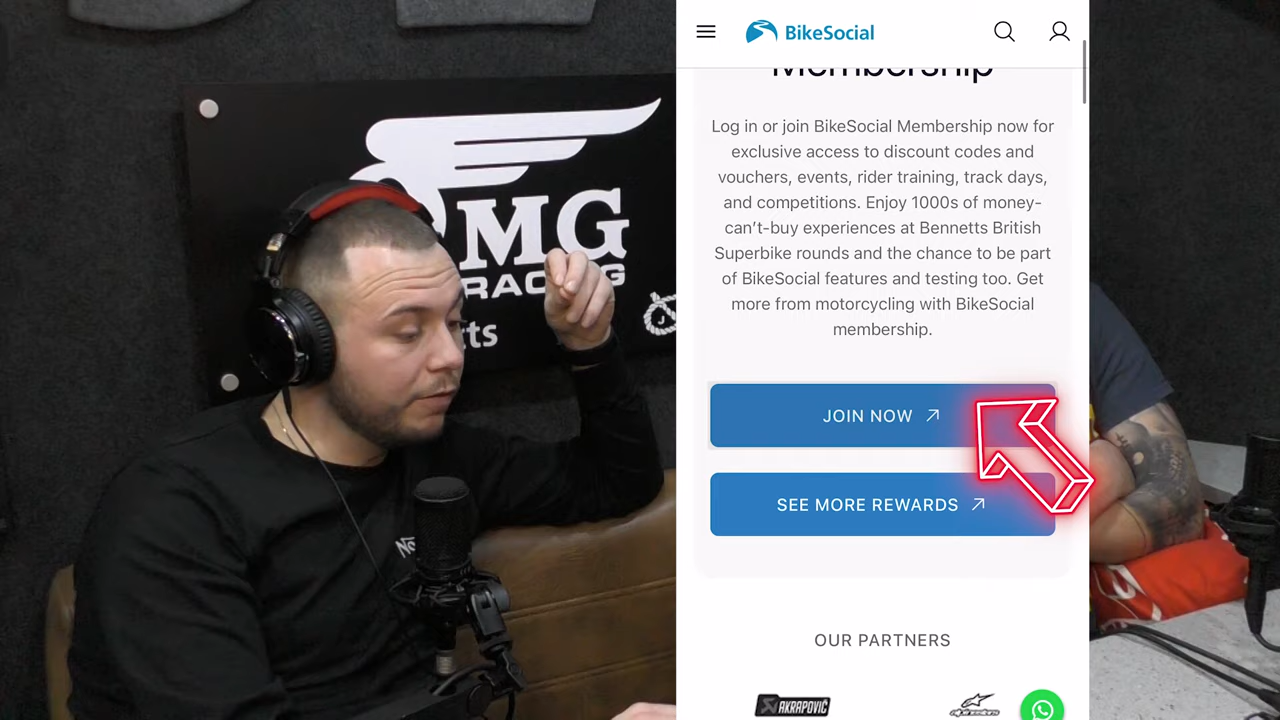 BikeSocial
Membership
Log in or join BikeSocial Membership now for
exclusive access to discount codes and
vouchers, events, rider training, track days,
and competitions. Enjoy 1000s of money-
can't-buy experiences at Bennetts British
Superbike rounds and the chance to be part
of BikeSocial features and testing too. Get
more from motorcycling with BikeSocial
membership.
JOIN NOW
SEE MORE REWARDS
OUR PARTNERS
AKRAPOVIČ
alpinestars
MG
RACING